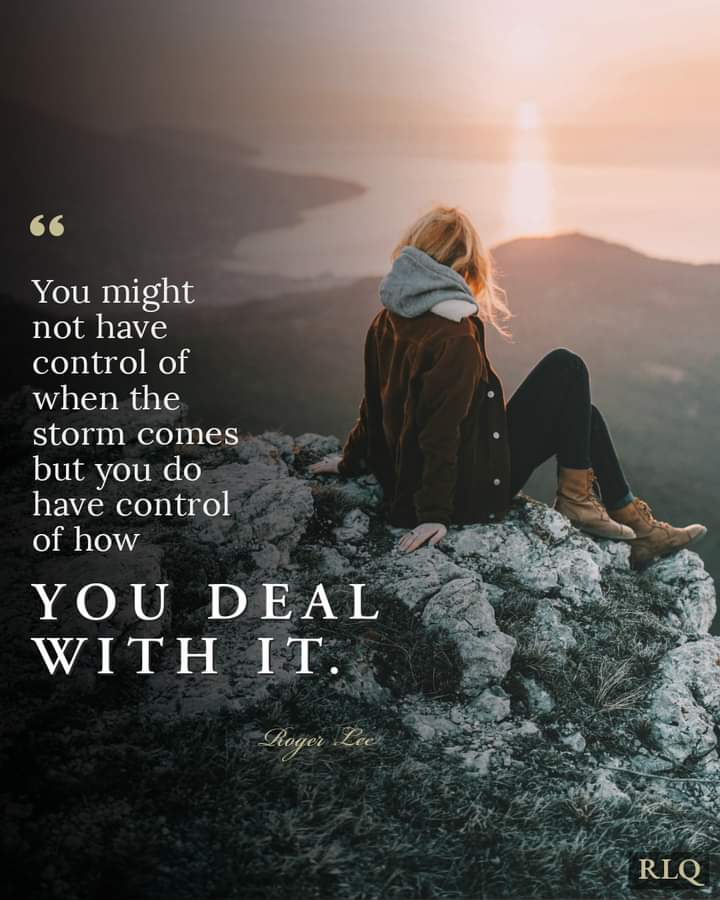 “
You might
not have
control of
when the
storm comes
but you do
have control
of how
YOU DEAL
WITH IT.
Roger Lee
RLQ